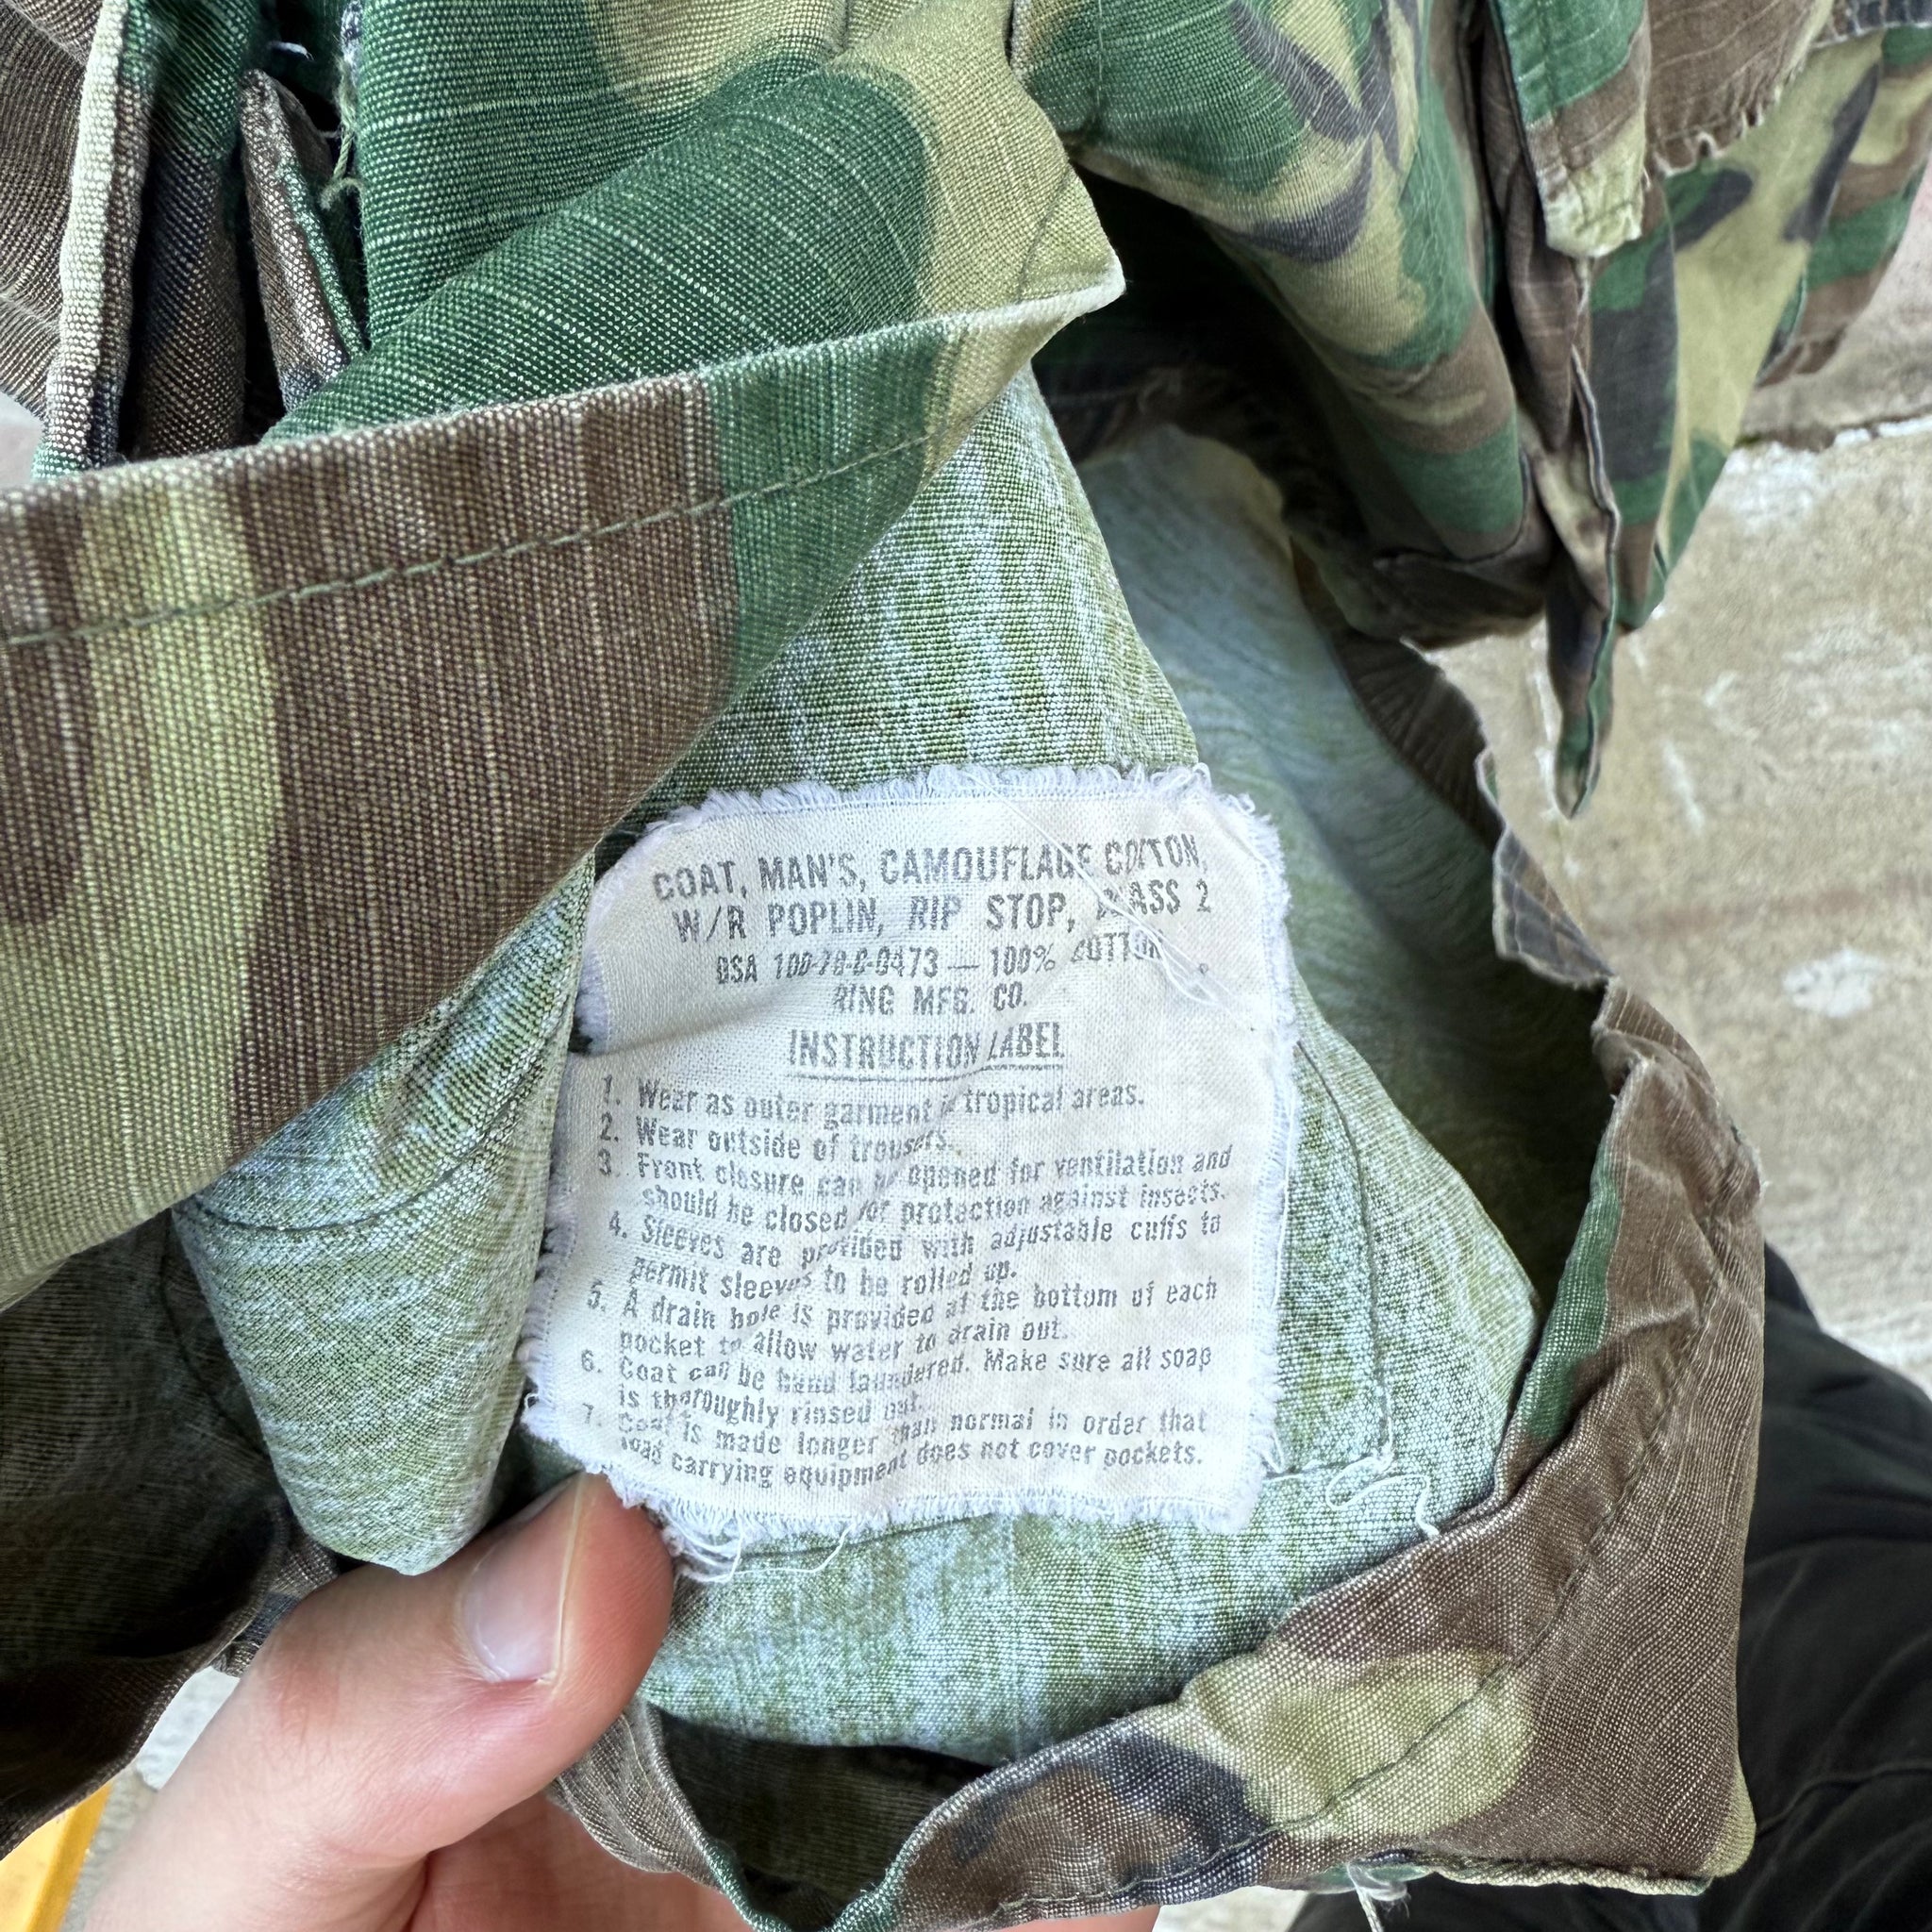 COAT, MAN'S, CAMOUFLAGE COTTON,
W/R POPLIN, RIP STOP, CLASS 2
DSA 100-70-C-0473 — 100% COTTON
RING MFG. CO.
INSTRUCTION LABEL
1. Wear as outer garment in tropical areas.
2. Wear outside of trousers.
3. Front closure can be opened for ventilation and
should be closed for protection against insects.
4. Sleeves are provided with adjustable cuffs to
permit sleeves to be rolled up.
5. A drain hole is provided at the bottom of each
pocket to allow water to drain out.
6. Coat can be hand laundered. Make sure all soap
is thoroughly rinsed out.
7. Coat is made longer than normal in order that
load carrying equipment does not cover pockets.